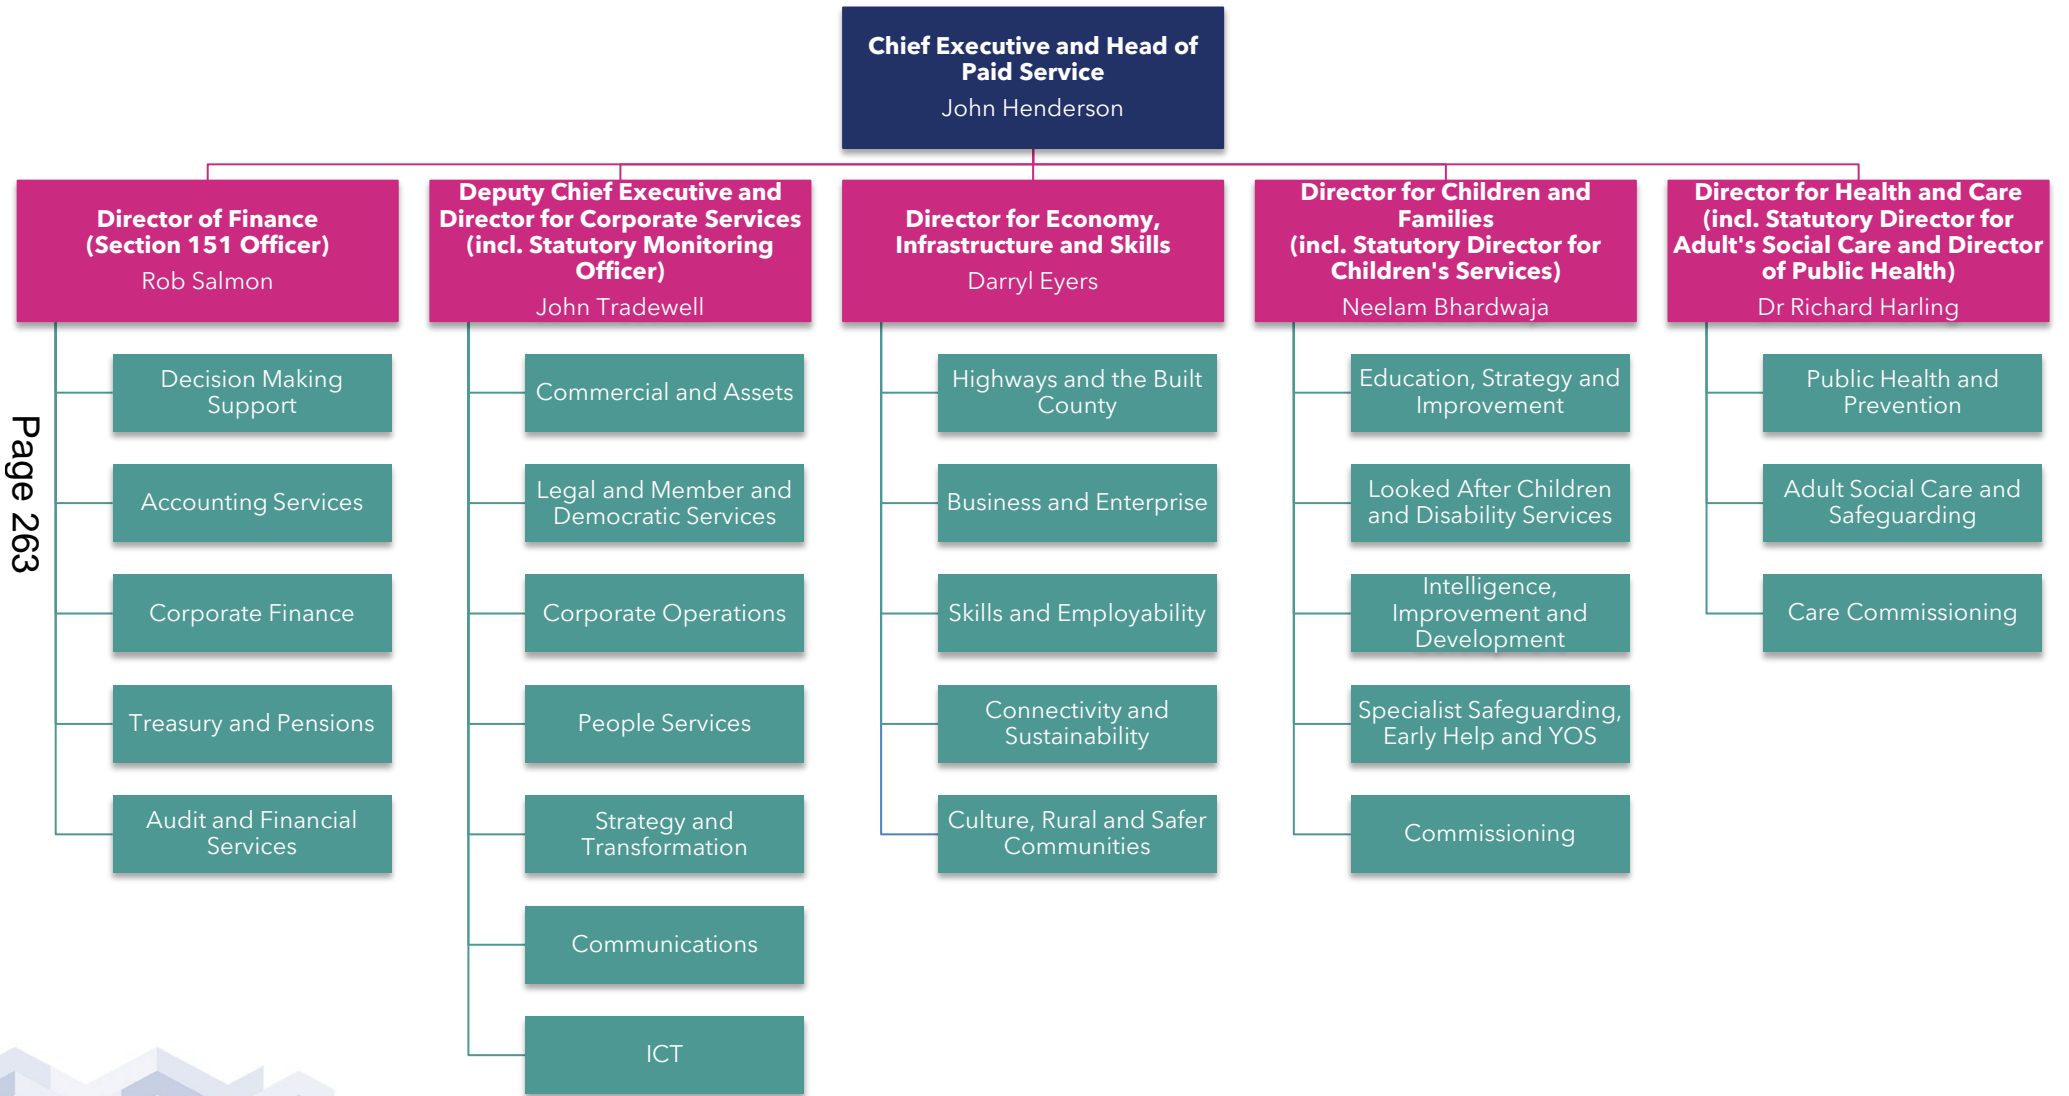 Chief Executive and Head of
Paid Service
John Henderson
Director of Finance
(Section 151 Officer)
Rob Salmon
Decision Making
Support
Accounting Services
Corporate Finance
Treasury and Pensions
Audit and Financial
Services
Deputy Chief Executive and
Director for Corporate Services
(incl. Statutory Monitoring
Officer)
John Tradewell
Commercial and Assets
Legal and Member and
Democratic Services
Corporate Operations
People Services
Strategy and
Transformation
Communications
ICT
Director for Economy,
Infrastructure and Skills
Darryl Eyers
Highways and the Built
County
Business and Enterprise
Skills and Employability
Connectivity and
Sustainability
Culture, Rural and Safer
Communities
Director for Children and
Families
(incl. Statutory Director for
Children's Services)
Neelam Bhardwaja
Education, Strategy and
Improvement
Looked After Children
and Disability Services
Intelligence,
Improvement and
Development
Specialist Safeguarding,
Early Help and YOS
Commissioning
Director for Health and Care
(incl. Statutory Director for
Adult's Social Care and Director
of Public Health)
Dr Richard Harling
Public Health and
Prevention
Adult Social Care and
Safeguarding
Care Commissioning
Page 263